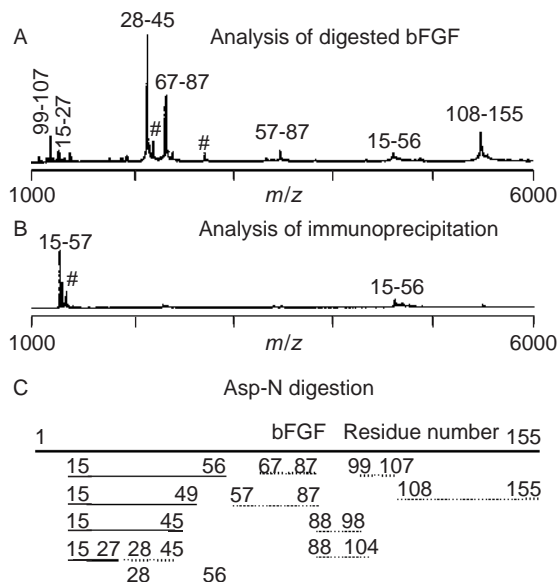 A Analysis of digested bFGF
99-107
15-27
28-45
#
67-87
#
57-87
15-56
108-155
1000 m/z 6000
B Analysis of immunoprecipitation
15-57
#
15-56
1000 m/z 6000
C Asp-N digestion
1 bFGF Residue number 155
15 56 67 87 99 107
15 49 57 87 108 155
15 45 88 98
15 27 28 45 88 104
28 56